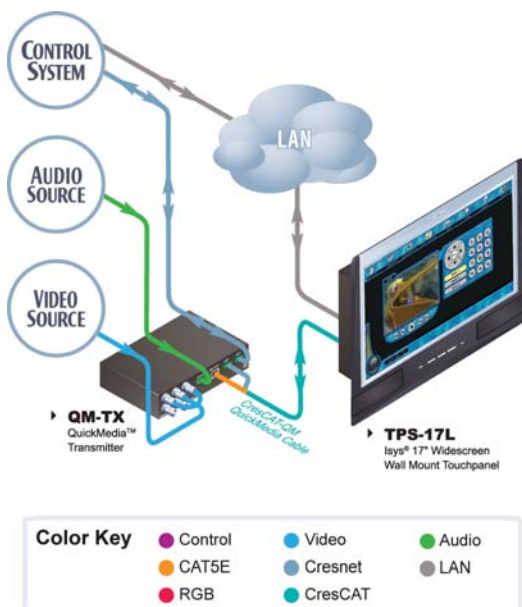 CONTROL
SYSTEM
LAN
AUDIO
SOURCE
VIDEO
SOURCE
CresCAT-QM
QuickMedia Cable
QM-TX
QuickMedia™
Transmitter
TPS-17L
Isys® 17" Widescreen
Wall Mount Touchpanel
Color Key
Control
Video
Audio
CAT5E
Cresnet
LAN
RGB
CresCAT